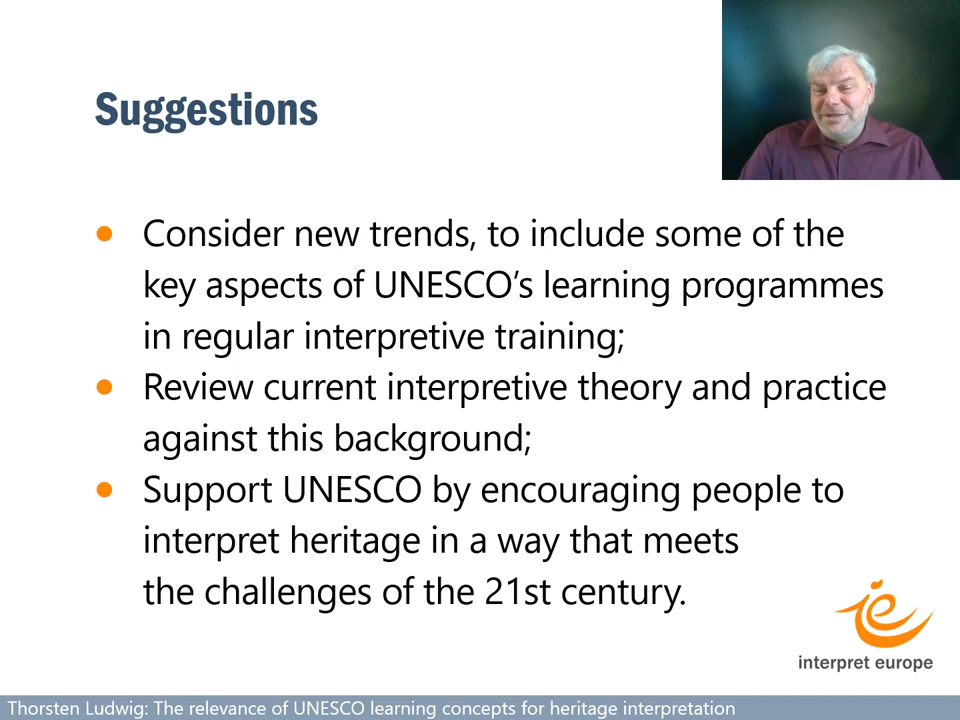 Suggestions
• Consider new trends, to include some of the
key aspects of UNESCO’s learning programmes
in regular interpretive training;
• Review current interpretive theory and practice
against this background;
• Support UNESCO by encouraging people to
interpret heritage in a way that meets
the challenges of the 21st century.
interpret europe
Thorsten Ludwig: The relevance of UNESCO learning concepts for heritage interpretation